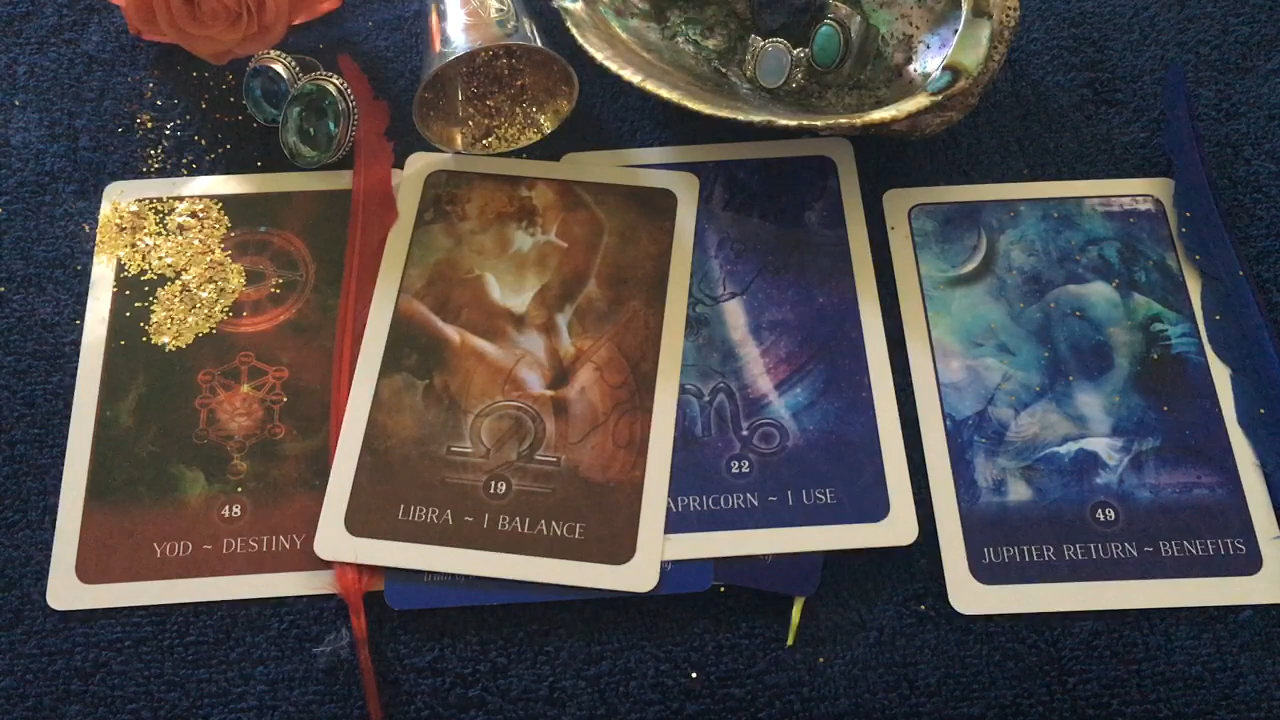 48
YOD ~ DESTINY
19
LIBRA ~ I BALANCE
22
APRICORN ~ I USE
49
JUPITER RETURN ~ BENEFITS